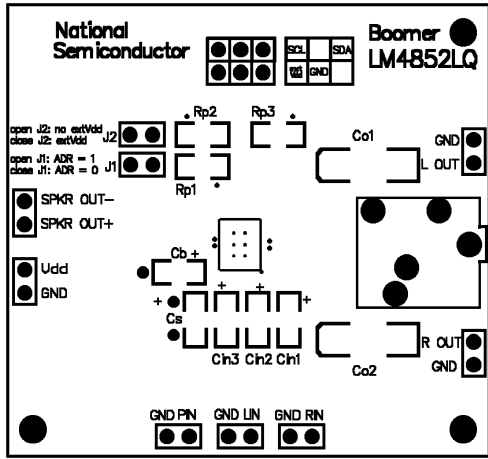 National
Semiconductor
Boomer
LM4852LQ
SCL SDA
GND
Rp2 Rp3
open J2: no extVdd
close J2: extVdd J2
Co1
GND
open J1: ADR = 1
close J1: ADR = 0 J1
L OUT
Rp1
SPKR OUT-
SPKR OUT+
Cb +
Vdd
GND
+ + + +
Cs
Cin3 Cin2 Cin1
Co2
R OUT
GND
GND PIN GND LIN GND RIN